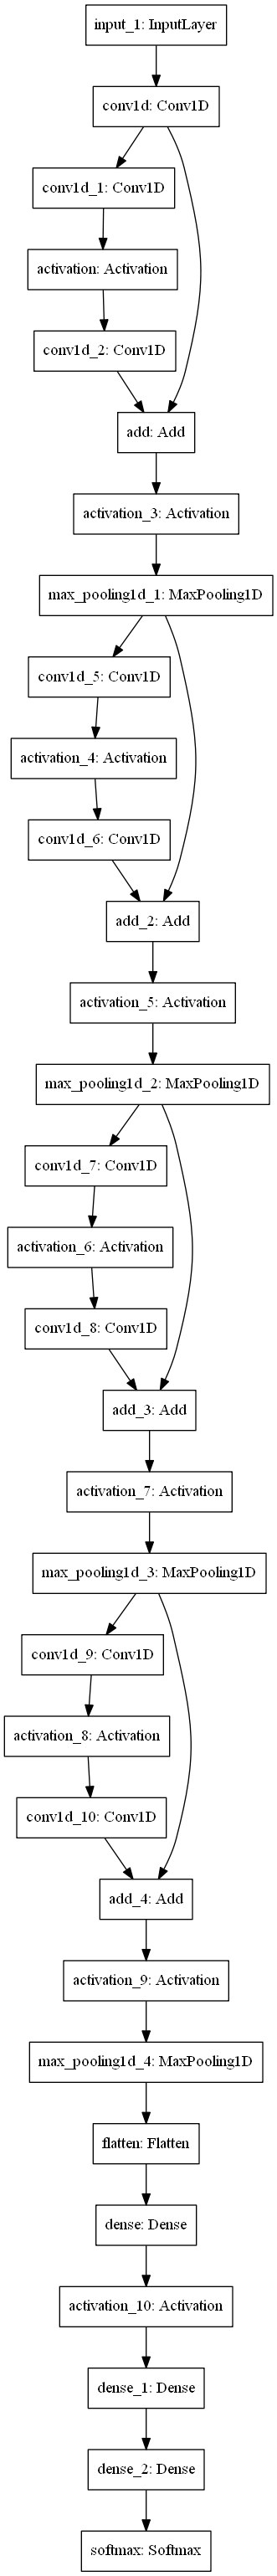 input_1: InputLayer
conv1d: Conv1D
conv1d_1: Conv1D
activation: Activation
conv1d_2: Conv1D
add: Add
activation_3: Activation
max_pooling1d_1: MaxPooling1D
conv1d_5: Conv1D
activation_4: Activation
conv1d_6: Conv1D
add_2: Add
activation_5: Activation
max_pooling1d_2: MaxPooling1D
conv1d_7: Conv1D
activation_6: Activation
conv1d_8: Conv1D
add_3: Add
activation_7: Activation
max_pooling1d_3: MaxPooling1D
conv1d_9: Conv1D
activation_8: Activation
conv1d_10: Conv1D
add_4: Add
activation_9: Activation
max_pooling1d_4: MaxPooling1D
flatten: Flatten
dense: Dense
activation_10: Activation
dense_1: Dense
dense_2: Dense
softmax: Softmax